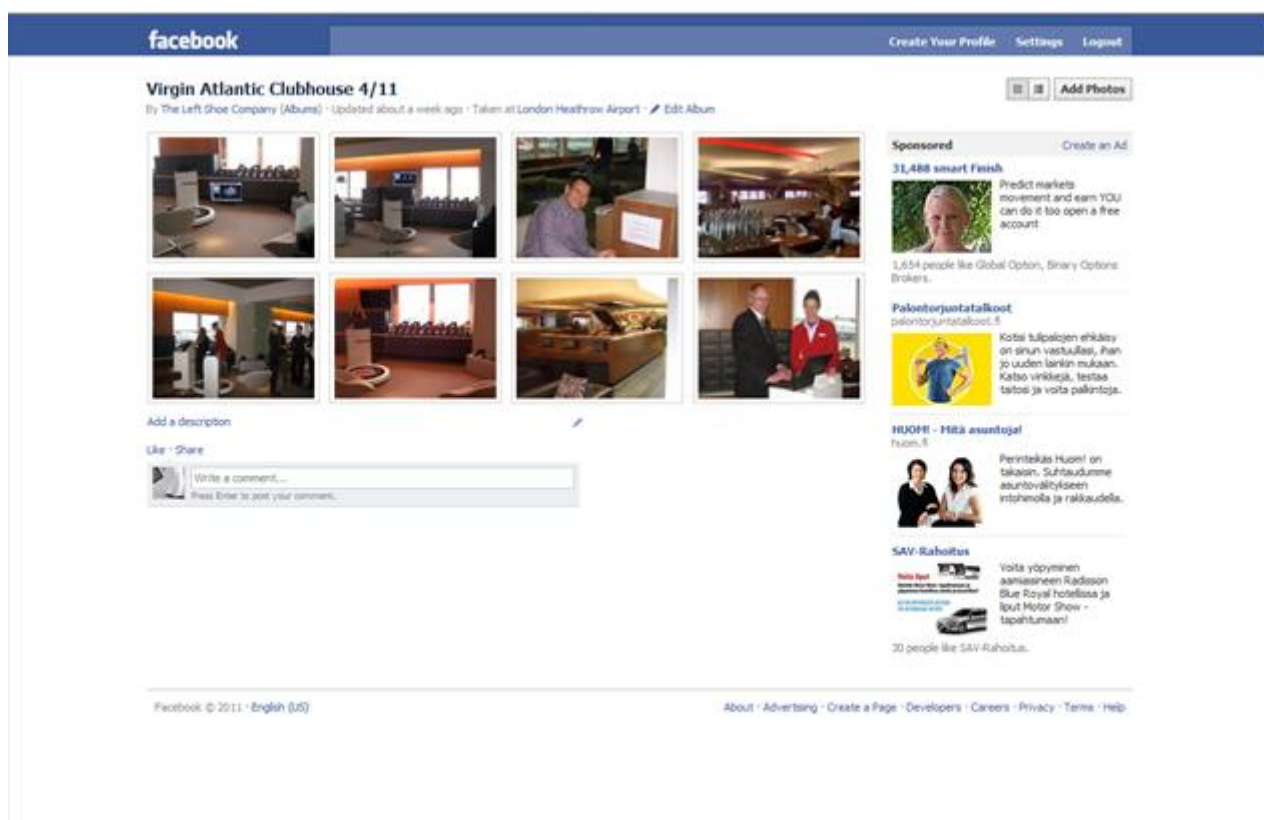 facebook
Create Your Profile Settings Logout
Virgin Atlantic Clubhouse 4/11
By The Left Shoe Company (Albums) · Updated about a week ago · Taken at London Heathrow Airport · Edit Album
Add Photos
Add a description
Like · Share
Write a comment...
Press Enter to post your comment.
Sponsored Create an Ad
31,488 smart Finish
Predict markets
movement and earn YOU
can do it too open a free
account
1,654 people like Global Option, Binary Options
Brokers.
Palontorjuntatalkoot
palontorjuntatalkoot.fi
Kotisi tulipalojen ehkäisy
on sinun vastuullasi, ihan
jo uuden lainkin mukaan.
Katso vinkkejä, testaa
taitosi ja voita palkintoja.
HUOM! - Mitä asuntoja!
huom.fi
Perinteikäs Huom! on
takaisin. Suhtaudumme
asuntovälitykseen
intohimolla ja rakkaudella.
SAV-Rahoitus
Voita liput
Voita yöpyminen
aamiaisineen Radisson
Blue Royal hotellissa ja
liput Motor Show -
tapahtumaan!
30 people like SAV-Rahoitus.
Facebook © 2011 · English (US)
About · Advertising · Create a Page · Developers · Careers · Privacy · Terms · Help